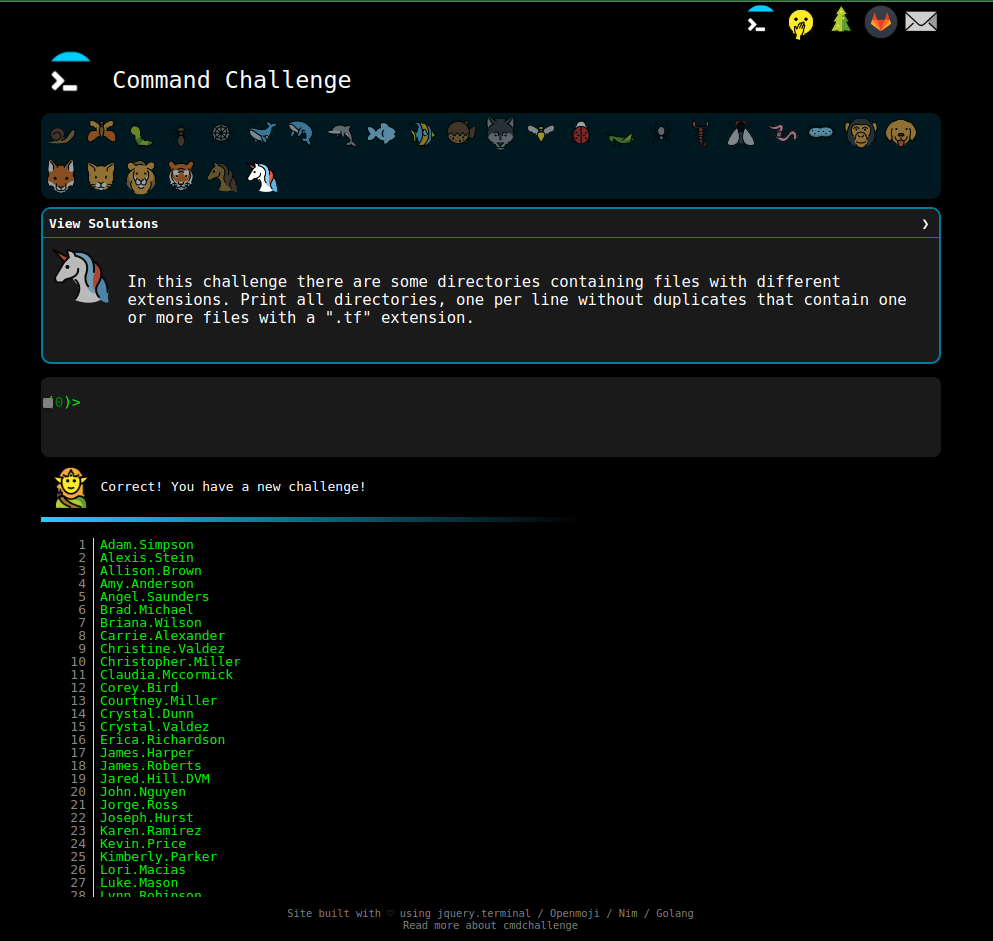 Command Challenge
View Solutions ❯
In this challenge there are some directories containing files with different
extensions. Print all directories, one per line without duplicates that contain one
or more files with a ".tf" extension.
(0)>
Correct! You have a new challenge!
1 Adam.Simpson
2 Alexis.Stein
3 Allison.Brown
4 Amy.Anderson
5 Angel.Saunders
6 Brad.Michael
7 Briana.Wilson
8 Carrie.Alexander
9 Christine.Valdez
10 Christopher.Miller
11 Claudia.Mccormick
12 Corey.Bird
13 Courtney.Miller
14 Crystal.Dunn
15 Crystal.Valdez
16 Erica.Richardson
17 James.Harper
18 James.Roberts
19 Jared.Hill.DVM
20 John.Nguyen
21 Jorge.Ross
22 Joseph.Hurst
23 Karen.Ramirez
24 Kevin.Price
25 Kimberly.Parker
26 Lori.Macias
27 Luke.Mason
28 Lynn.Robinson
Site built with ♡ using jquery.terminal / Openmoji / Nim / Golang
Read more about cmdchallenge